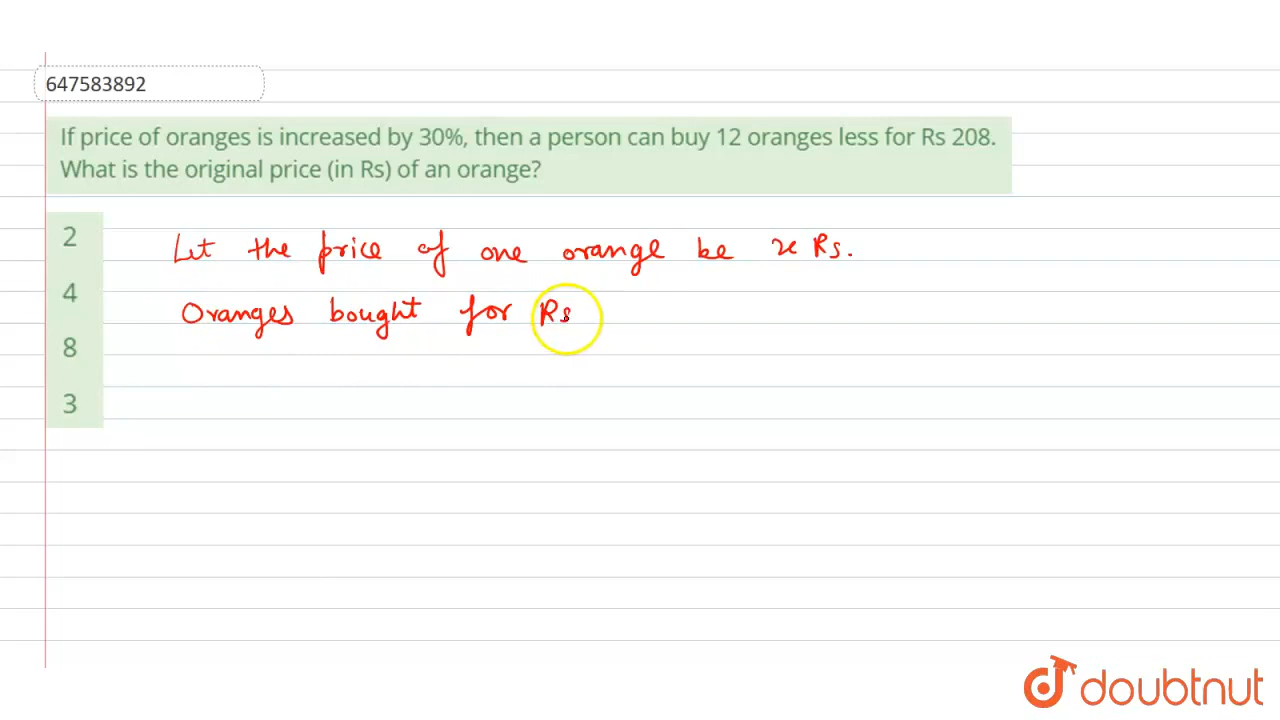 647583892
If price of oranges is increased by 30%, then a person can buy 12 oranges less for Rs 208.
What is the original price (in Rs) of an orange?
2
4
8
3
Let the price of one orange be x Rs.
Oranges bought for Rs
doubtnut